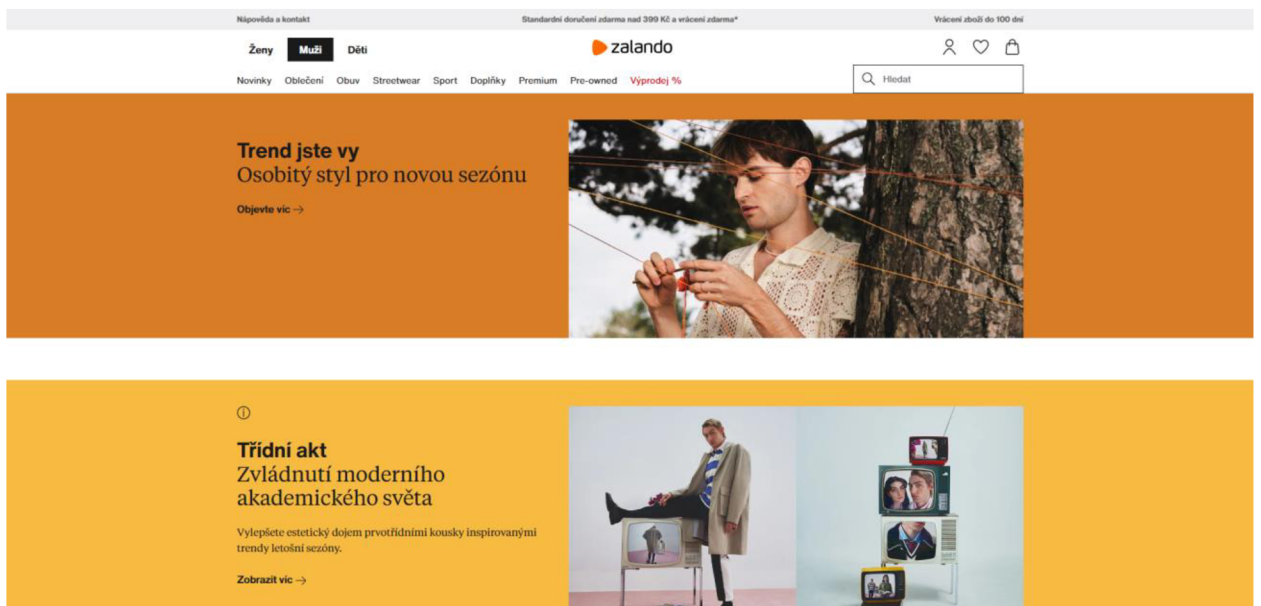 Nápověda a kontakt
Standardní doručení zdarma nad 399 Kč a vrácení zdarma*
Vrácení zboží do 100 dní
Ženy
Muži
Děti
zalando
Novinky Oblečení Obuv Streetwear Sport Doplňky Premium Pre-owned Výprodej %
Hledat
Trend jste vy
Osobitý styl pro novou sezónu
Objevte víc →
Třídní akt
Zvládnutí moderního
akademického světa
Vylepšete estetický dojem prvotřídními kousky inspirovanými
trendy letošní sezóny.
Zobrazit víc →